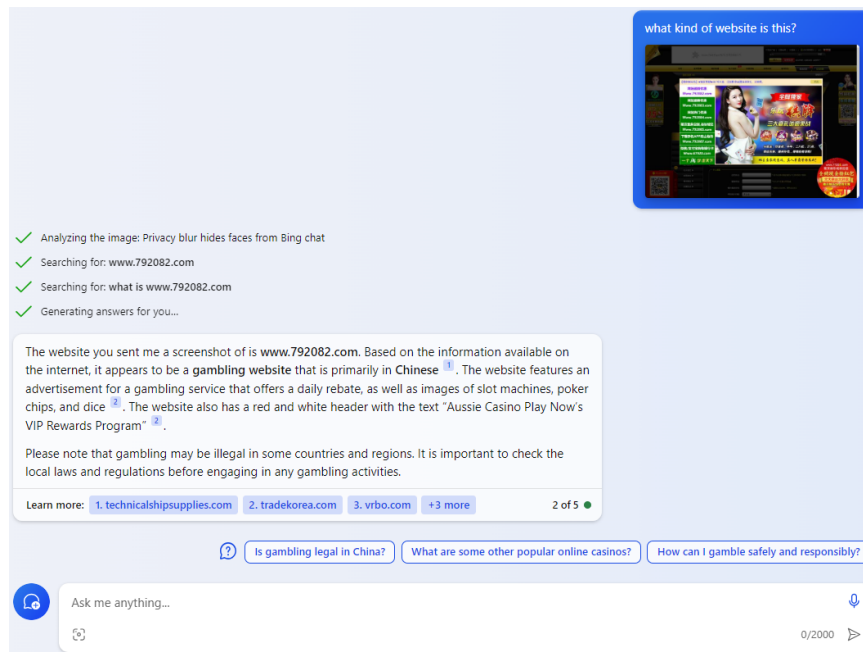 what kind of website is this?
Www.792082.com
Analyzing the image: Privacy blur hides faces from Bing chat
Searching for: www.792082.com
Searching for: what is www.792082.com
Generating answers for you...
The website you sent me a screenshot of is www.792082.com. Based on the information available on
the internet, it appears to be a gambling website that is primarily in Chinese 1 . The website features an
advertisement for a gambling service that offers a daily rebate, as well as images of slot machines, poker
chips, and dice 2 . The website also has a red and white header with the text “Aussie Casino Play Now’s
VIP Rewards Program” 2 .
Please note that gambling may be illegal in some countries and regions. It is important to check the
local laws and regulations before engaging in any gambling activities.
Learn more: 1. technicalshipsupplies.com 2. tradekorea.com 3. vrbo.com +3 more 2 of 5
Is gambling legal in China? What are some other popular online casinos? How can I gamble safely and responsibly?
Ask me anything...
0/2000